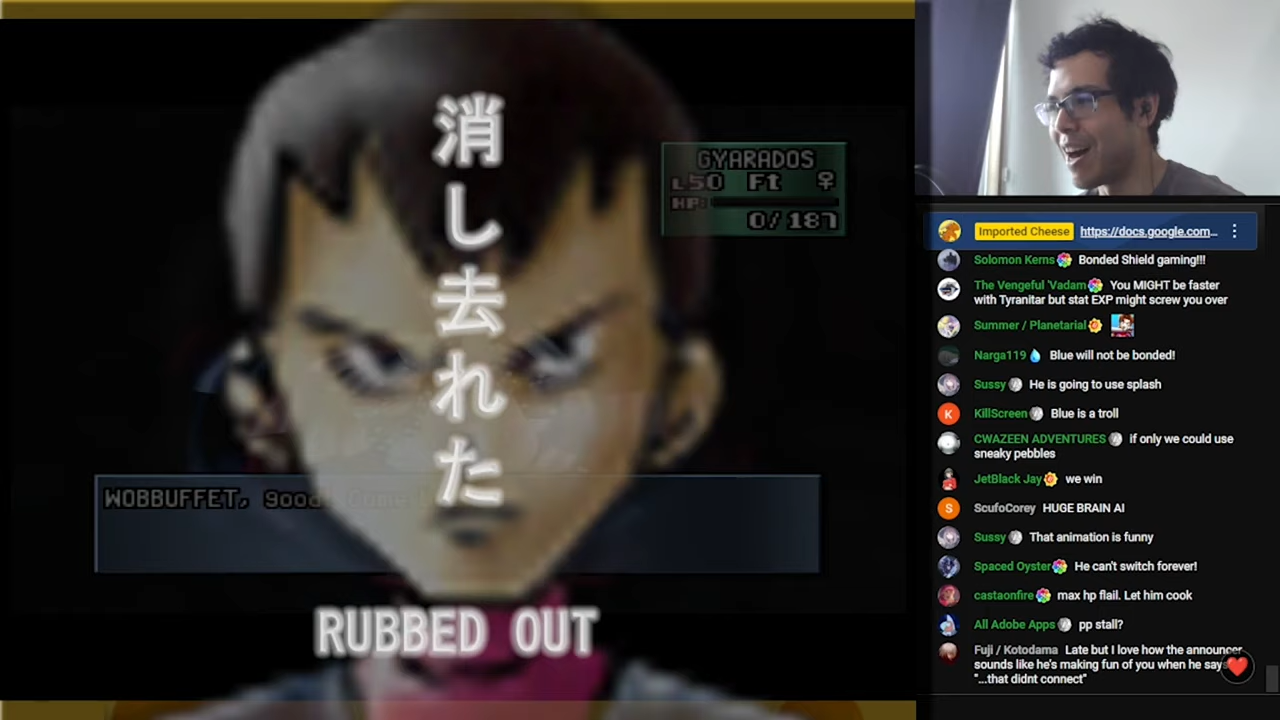 消し去れた
GYARADOS
L50 Ft ♀
HP:
0/187
WOBBUFFET, good! Come
RUBBED OUT
Imported Cheese https://docs.google.com...
Solomon Kerns Bonded Shield gaming!!!
The Vengeful 'Vadam You MIGHT be faster
with Tyranitar but stat EXP might screw you over
Summer / Planetarial
Narga119 Blue will not be bonded!
Sussy He is going to use splash
K
KillScreen Blue is a troll
CWAZEEN ADVENTURES if only we could use
sneaky pebbles
JetBlack Jay we win
S
ScufoCorey HUGE BRAIN AI
Sussy That animation is funny
Spaced Oyster He can't switch forever!
castaonfire max hp flail. Let him cook
All Adobe Apps pp stall?
Fuji / Kotodama Late but I love how the announcer
sounds like he's making fun of you when he says
"...that didnt connect"